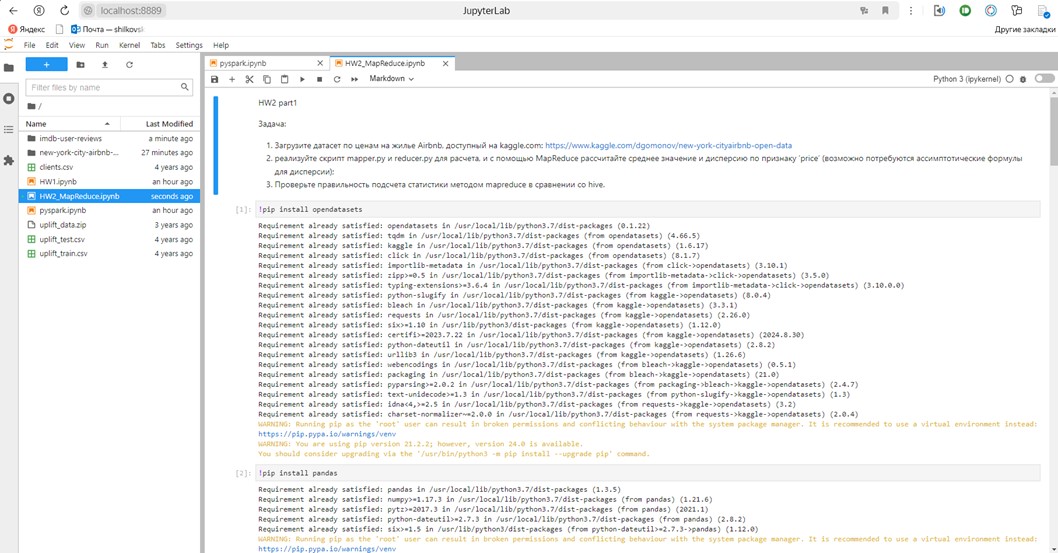 localhost:8889
JupyterLab
Яндекс
Почта — shilkovsk
Другие закладки
File Edit View Run Kernel Tabs Settings Help
+
Filter files by name
/
Name Last Modified
imdb-user-reviews a minute ago
new-york-city-airbnb-... 27 minutes ago
clients.csv 4 years ago
HW1.ipynb an hour ago
HW2_MapReduce.ipynb seconds ago
pyspark.ipynb an hour ago
uplift_data.zip 3 years ago
uplift_test.csv 4 years ago
uplift_train.csv 4 years ago
pyspark.ipynb
HW2_MapReduce.ipynb
Markdown
Python 3 (ipykernel)
HW2 part1
Задача:
1. Загрузите датасет по ценам на жилье Airbnb, доступный на kaggle.com: https://www.kaggle.com/dgomonov/new-york-cityairbnb-open-data
2. реализуйте скрипт mapper.py и reducer.py для расчета. и с помощью MapReduce рассчитайте среднее значение и дисперсию по признаку 'price' (возможно потребуются ассимптотические формулы
для дисперсии):
3. Проверьте правильность подсчета статистики методом mapreduce в сравнении со hive.
[1]: !pip install opendatasets
Requirement already satisfied: opendatasets in /usr/local/lib/python3.7/dist-packages (0.1.22)
Requirement already satisfied: tqdm in /usr/local/lib/python3.7/dist-packages (from opendatasets) (4.66.5)
Requirement already satisfied: kaggle in /usr/local/lib/python3.7/dist-packages (from opendatasets) (1.6.17)
Requirement already satisfied: click in /usr/local/lib/python3.7/dist-packages (from opendatasets) (8.1.7)
Requirement already satisfied: importlib-metadata in /usr/local/lib/python3.7/dist-packages (from click->opendatasets) (3.10.1)
Requirement already satisfied: zipp>=0.5 in /usr/local/lib/python3.7/dist-packages (from importlib-metadata->click->opendatasets) (3.5.0)
Requirement already satisfied: typing-extensions>=3.6.4 in /usr/local/lib/python3.7/dist-packages (from importlib-metadata->click->opendatasets) (3.10.0.0)
Requirement already satisfied: python-slugify in /usr/local/lib/python3.7/dist-packages (from kaggle->opendatasets) (8.0.4)
Requirement already satisfied: bleach in /usr/local/lib/python3.7/dist-packages (from kaggle->opendatasets) (3.3.1)
Requirement already satisfied: requests in /usr/local/lib/python3.7/dist-packages (from kaggle->opendatasets) (2.26.0)
Requirement already satisfied: six>=1.10 in /usr/lib/python3/dist-packages (from kaggle->opendatasets) (1.12.0)
Requirement already satisfied: certifi>=2023.7.22 in /usr/local/lib/python3.7/dist-packages (from kaggle->opendatasets) (2024.8.30)
Requirement already satisfied: python-dateutil in /usr/local/lib/python3.7/dist-packages (from kaggle->opendatasets) (2.8.2)
Requirement already satisfied: urllib3 in /usr/local/lib/python3.7/dist-packages (from kaggle->opendatasets) (1.26.6)
Requirement already satisfied: webencodings in /usr/local/lib/python3.7/dist-packages (from bleach->kaggle->opendatasets) (0.5.1)
Requirement already satisfied: packaging in /usr/local/lib/python3.7/dist-packages (from bleach->kaggle->opendatasets) (21.0)
Requirement already satisfied: pyparsing>=2.0.2 in /usr/local/lib/python3.7/dist-packages (from packaging->bleach->kaggle->opendatasets) (2.4.7)
Requirement already satisfied: text-unidecode>=1.3 in /usr/local/lib/python3.7/dist-packages (from python-slugify->kaggle->opendatasets) (1.3)
Requirement already satisfied: idna<4,>=2.5 in /usr/local/lib/python3.7/dist-packages (from requests->kaggle->opendatasets) (3.2)
Requirement already satisfied: charset-normalizer~=2.0.0 in /usr/local/lib/python3.7/dist-packages (from requests->kaggle->opendatasets) (2.0.4)
WARNING: Running pip as the 'root' user can result in broken permissions and conflicting behaviour with the system package manager. It is recommended to use a virtual environment instead:
https://pip.pypa.io/warnings/venv
WARNING: You are using pip version 21.2.2; however, version 24.0 is available.
You should consider upgrading via the '/usr/bin/python3 -m pip install --upgrade pip' command.
[2]: !pip install pandas
Requirement already satisfied: pandas in /usr/local/lib/python3.7/dist-packages (1.3.5)
Requirement already satisfied: numpy>=1.17.3 in /usr/local/lib/python3.7/dist-packages (from pandas) (1.21.6)
Requirement already satisfied: pytz>=2017.3 in /usr/local/lib/python3.7/dist-packages (from pandas) (2021.1)
Requirement already satisfied: python-dateutil>=2.7.3 in /usr/local/lib/python3.7/dist-packages (from pandas) (2.8.2)
Requirement already satisfied: six>=1.5 in /usr/lib/python3/dist-packages (from python-dateutil>=2.7.3->pandas) (1.12.0)
WARNING: Running pip as the 'root' user can result in broken permissions and conflicting behaviour with the system package manager. It is recommended to use a virtual environment instead:
https://pip.pypa.io/warnings/venv